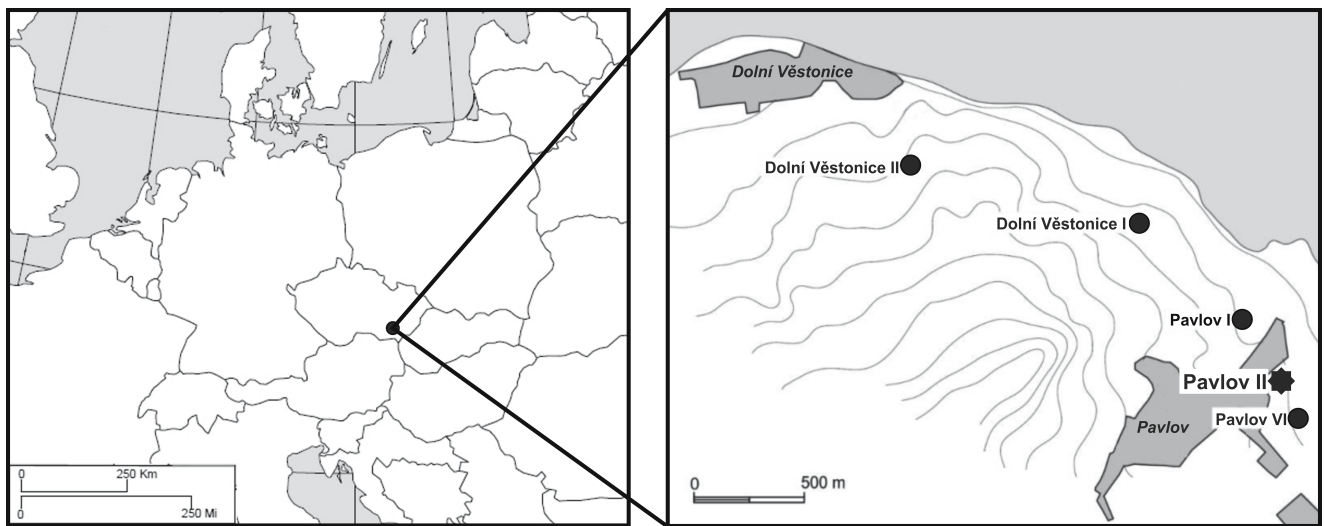 0 250 Km
0 250 Mi
Dolní Věstonice
Dolní Věstonice II
Dolní Věstonice I
Pavlov I
Pavlov II
Pavlov VI
Pavlov
0 500 m